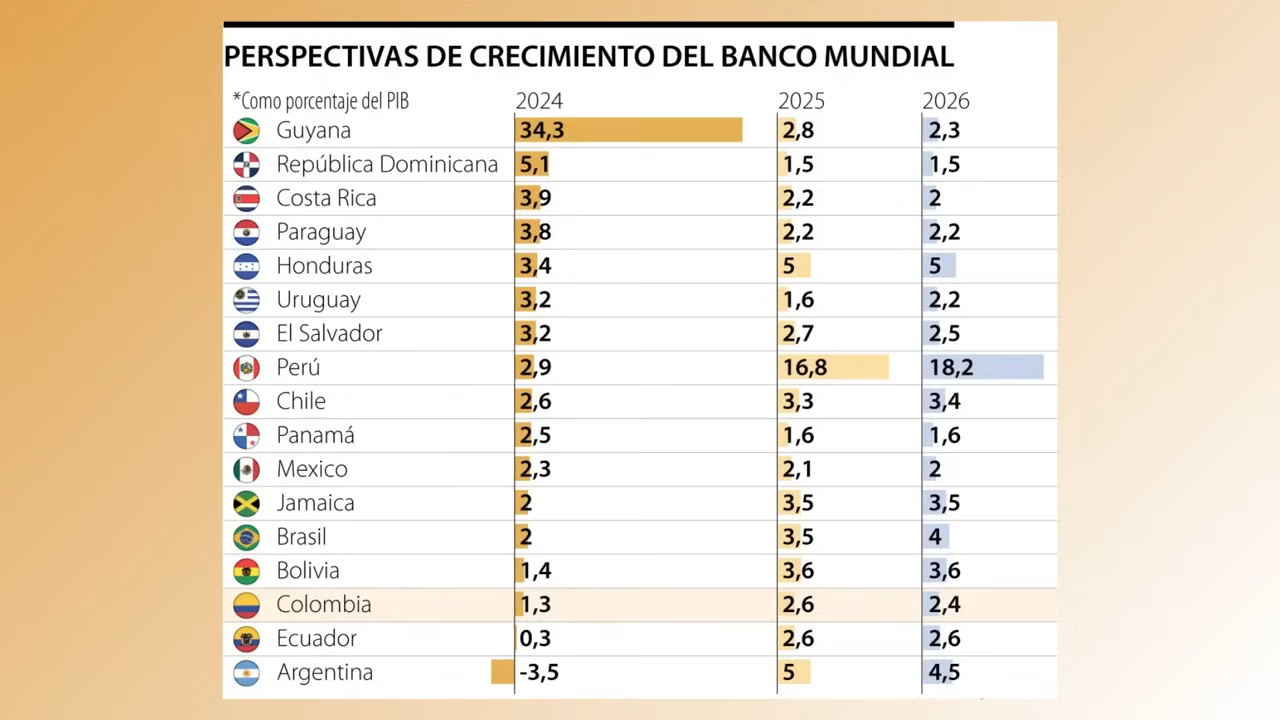 PERSPECTIVAS DE CRECIMIENTO DEL BANCO MUNDIAL
*Como porcentaje del PIB 2024 2025 2026
Guyana 34,3 2,8 2,3
República Dominicana 5,1 1,5 1,5
Costa Rica 3,9 2,2 2
Paraguay 3,8 2,2 2,2
Honduras 3,4 5 5
Uruguay 3,2 1,6 2,2
El Salvador 3,2 2,7 2,5
Perú 2,9 16,8 18,2
Chile 2,6 3,3 3,4
Panamá 2,5 1,6 1,6
Mexico 2,3 2,1 2
Jamaica 2 3,5 3,5
Brasil 2 3,5 4
Bolivia 1,4 3,6 3,6
Colombia 1,3 2,6 2,4
Ecuador 0,3 2,6 2,6
Argentina -3,5 5 4,5